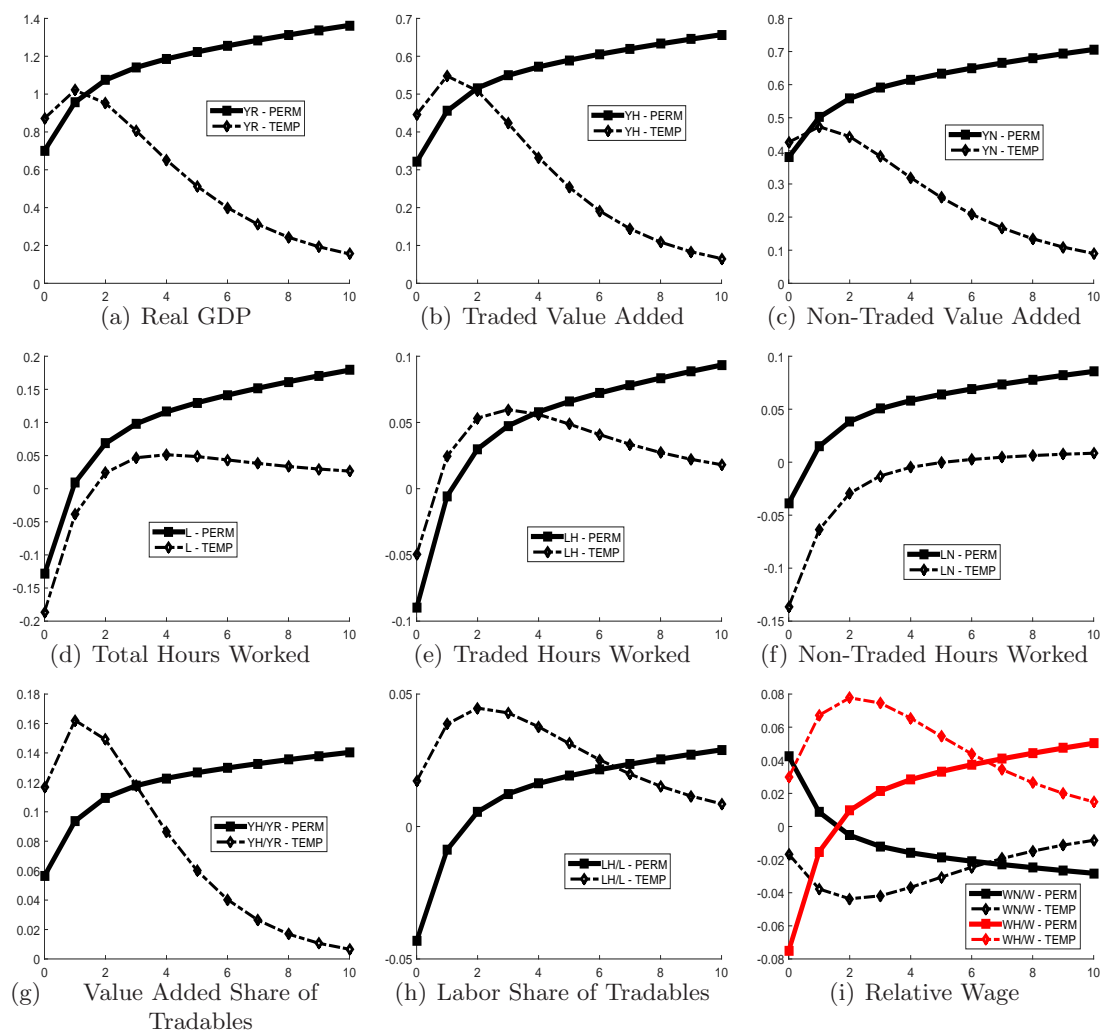 1.4
1.2
1
0.8
0.6
0.4
0.2
0
0 2 4 6 8 10
YR - PERM
YR - TEMP
(a) Real GDP
0.7
0.6
0.5
0.4
0.3
0.2
0.1
0
0 2 4 6 8 10
YH - PERM
YH - TEMP
(b) Traded Value Added
0.8
0.7
0.6
0.5
0.4
0.3
0.2
0.1
0
0 2 4 6 8 10
YN - PERM
YN - TEMP
(c) Non-Traded Value Added
0.2
0.15
0.1
0.05
0
-0.05
-0.1
-0.15
-0.2
0 2 4 6 8 10
L - PERM
L - TEMP
(d) Total Hours Worked
0.1
0.05
0
-0.05
-0.1
0 2 4 6 8 10
LH - PERM
LH - TEMP
(e) Traded Hours Worked
0.1
0.05
0
-0.05
-0.1
-0.15
0 2 4 6 8 10
LN - PERM
LN - TEMP
(f) Non-Traded Hours Worked
0.18
0.16
0.14
0.12
0.1
0.08
0.06
0.04
0.02
0
0 2 4 6 8 10
YH/YR - PERM
YH/YR - TEMP
(g) Value Added Share of
Tradables
0.05
0
-0.05
0 2 4 6 8 10
LH/L - PERM
LH/L - TEMP
(h) Labor Share of Tradables
0.08
0.06
0.04
0.02
0
-0.02
-0.04
-0.06
-0.08
0 2 4 6 8 10
WN/W - PERM
WN/W - TEMP
WH/W - PERM
WH/W - TEMP
(i) Relative Wage